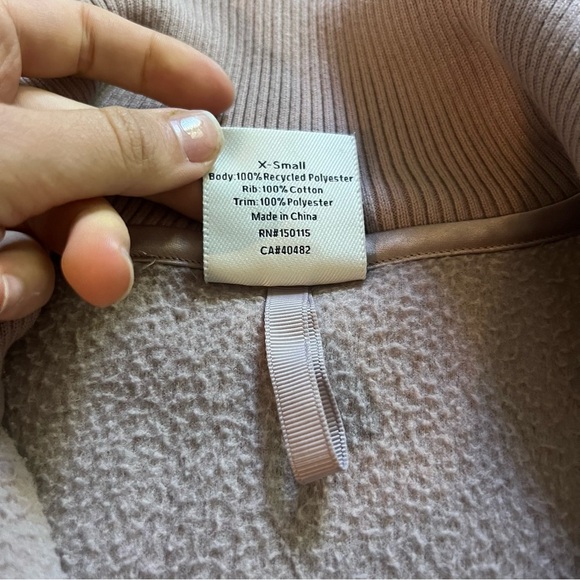 X-Small
Body:100%Recycled Polyester
Rib:100%Cotton
Trim:100%Polyester
Made in China
RN#150115
CA#40482